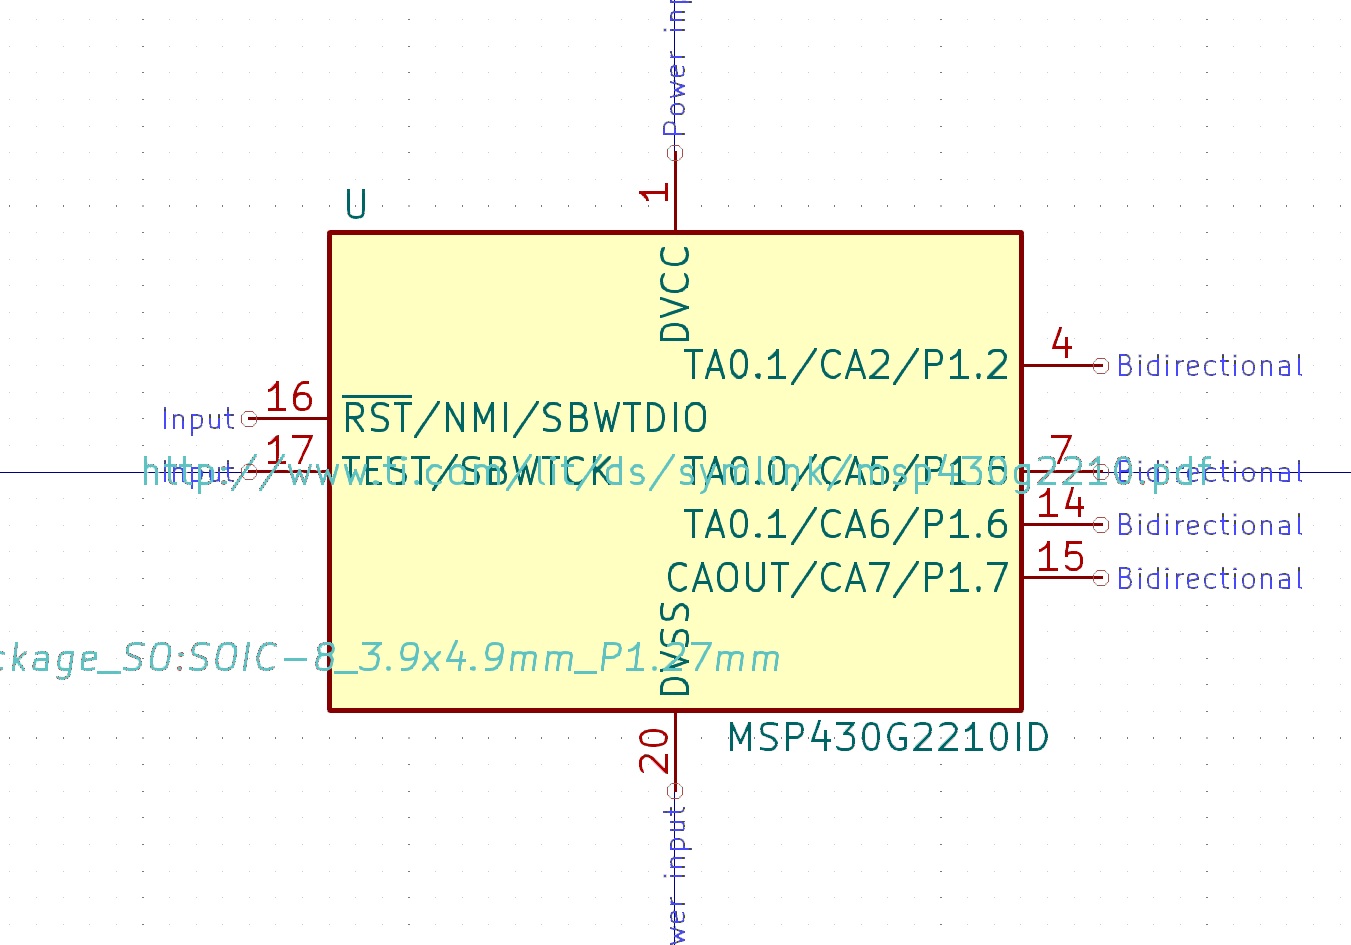 Power inp
1
U
DVCC
4
TA0.1/CA2/P1.2
Bidirectional
16
Input
RST/NMI/SBWTDIO
17
7
Input
TEST/SBWTCK
TA0.0/CA5/P1.5
Bidirectional
http://www.ti.com/lit/ds/symlink/msp430g2210.pdf
14
TA0.1/CA6/P1.6
Bidirectional
15
CAOUT/CA7/P1.7
Bidirectional
DVSS
ckage_SO:SOIC-8_3.9x4.9mm_P1.27mm
20
MSP430G2210ID
wer input